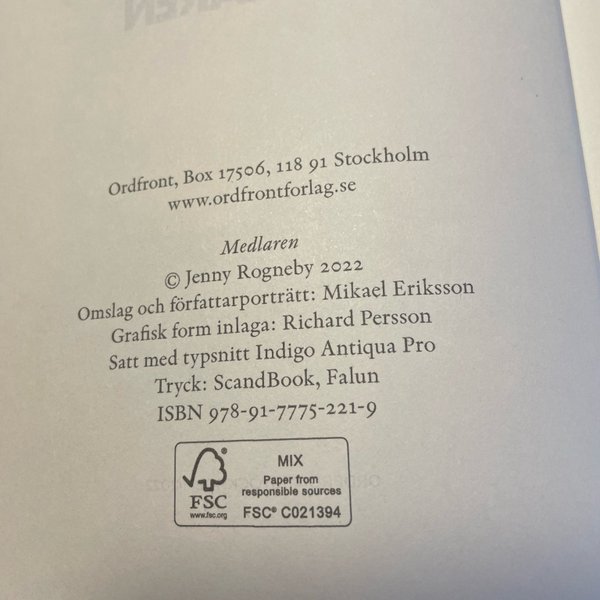 Ordfront, Box 17506, 118 91 Stockholm
www.ordfrontforlag.se
Medlaren
© Jenny Rogneby 2022
Omslag och författarporträtt: Mikael Eriksson
Grafisk form inlaga: Richard Persson
Satt med typsnitt Indigo Antiqua Pro
Tryck: ScandBook, Falun
ISBN 978-91-7775-221-9
®
FSC
www.fsc.org
MIX
Paper from
responsible sources
FSC® C021394